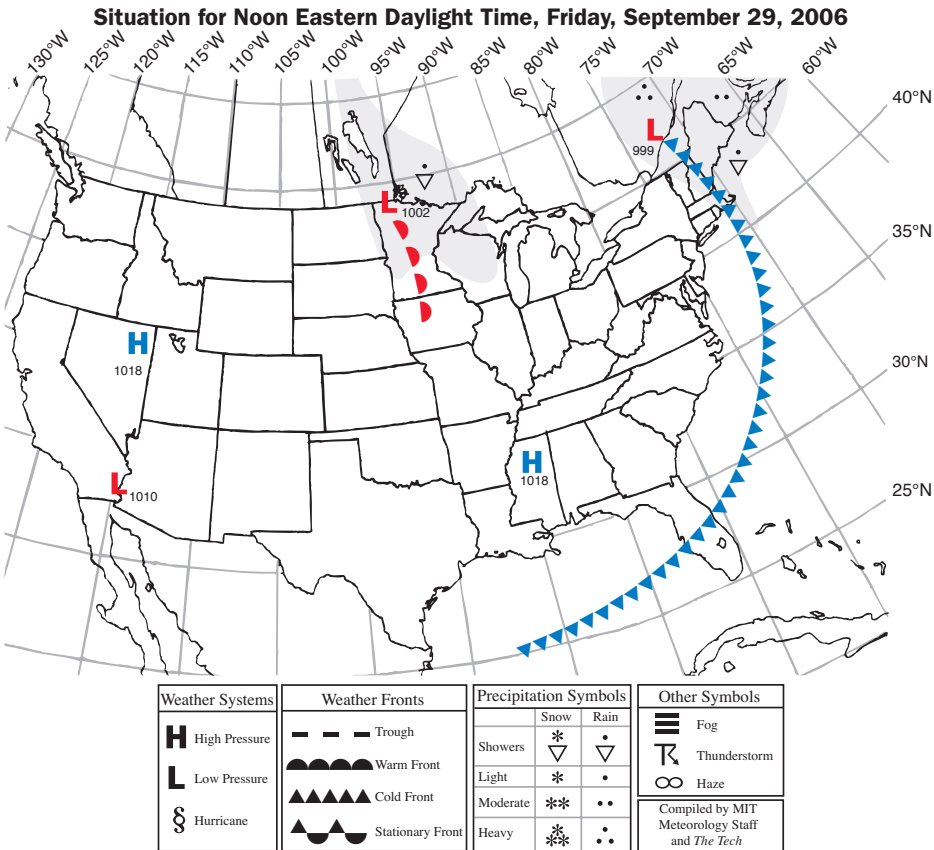 Situation for Noon Eastern Daylight Time, Friday, September 29, 2006
130°W 125°W 120°W 115°W 110°W 105°W 100°W 95°W 90°W 85°W 80°W 75°W 70°W 65°W 60°W
40°N
35°N
30°N
25°N
L
999
L
1002
H
1018
L
1010
H
1018
Weather Systems
H High Pressure
L Low Pressure
§ Hurricane
Weather Fronts
Trough
Warm Front
Cold Front
Stationary Front
Precipitation Symbols
Snow Rain
Showers
Light
Moderate
Heavy
Other Symbols
Fog
Thunderstorm
Haze
Compiled by MIT
Meteorology Staff
and The Tech